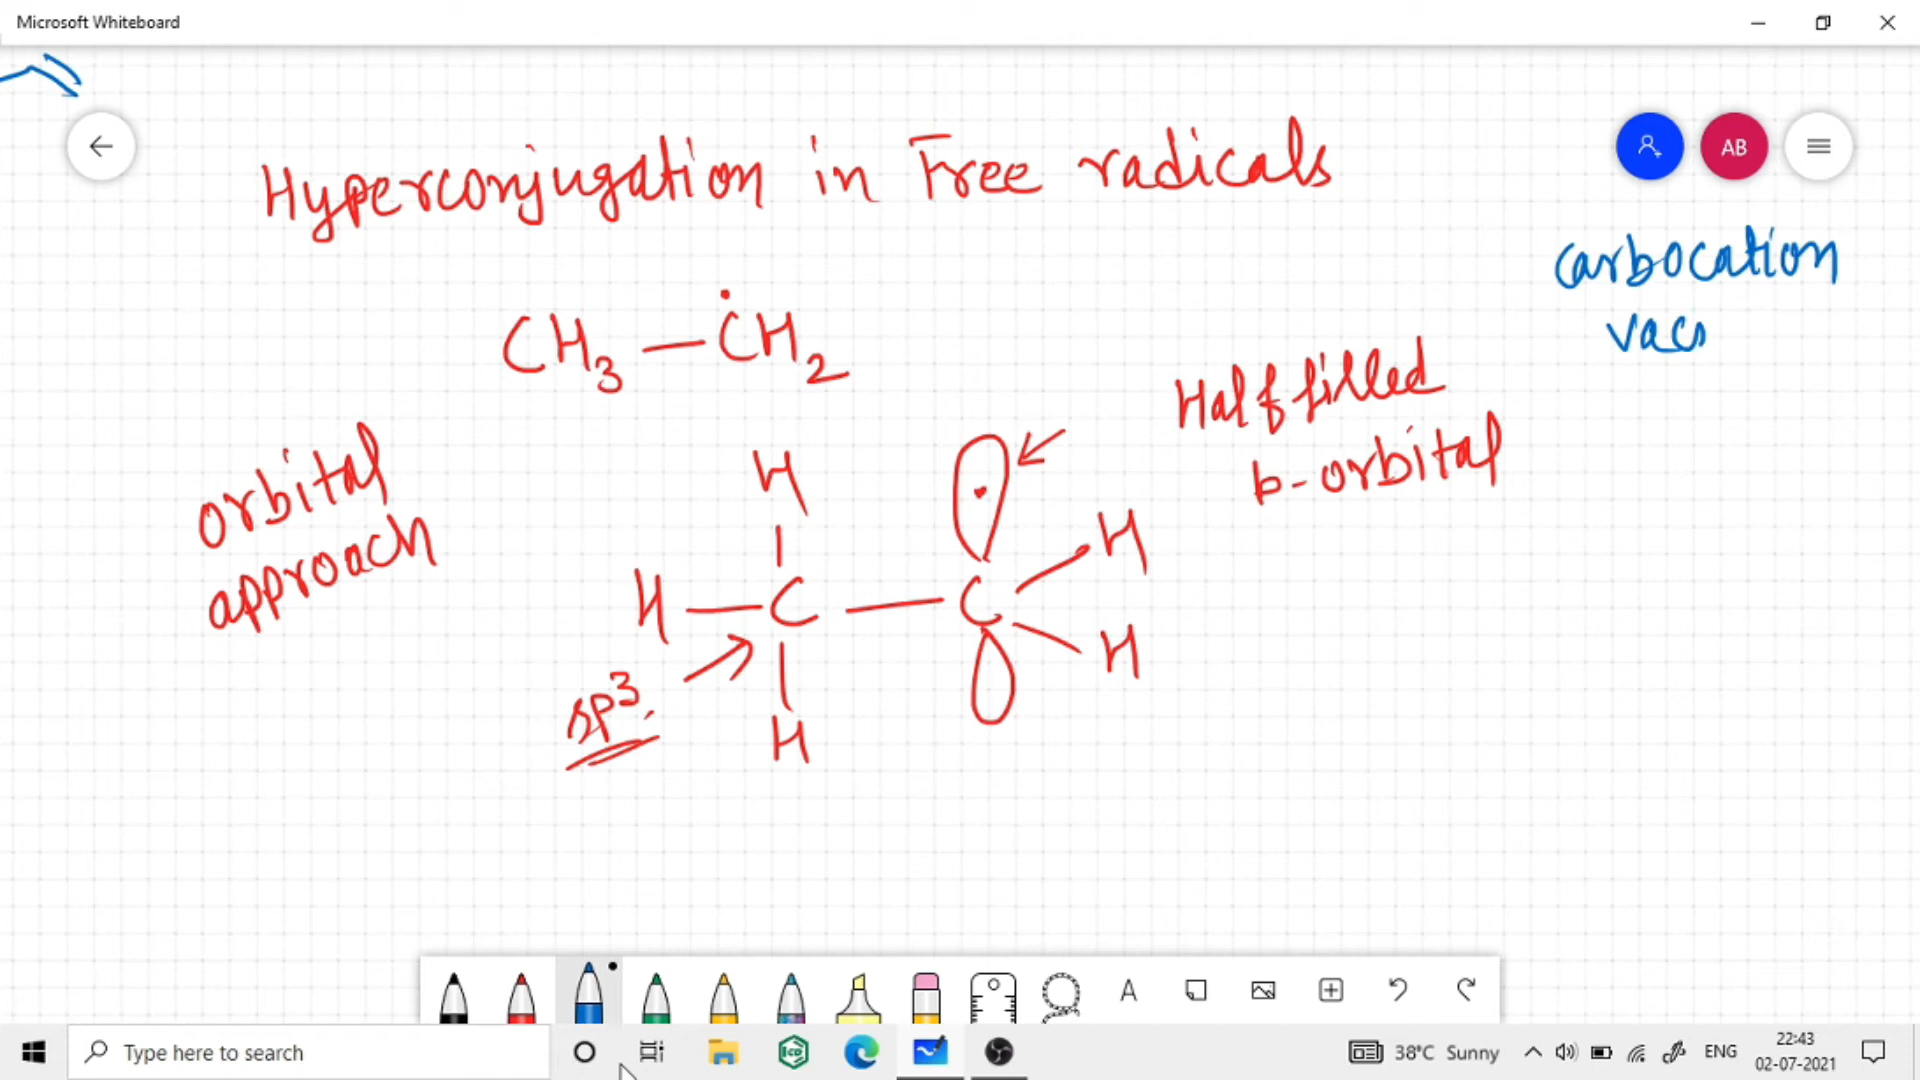 Microsoft Whiteboard
AB
Hyperconjugation in Free radicals
carbocation
vaca
CH3 — ĊH2
Half filled
p-orbital
orbital
approach
H
H
H — C — C
H
sp3
H
A
Type here to search
38°C Sunny
ENG
22:43
02-07-2021